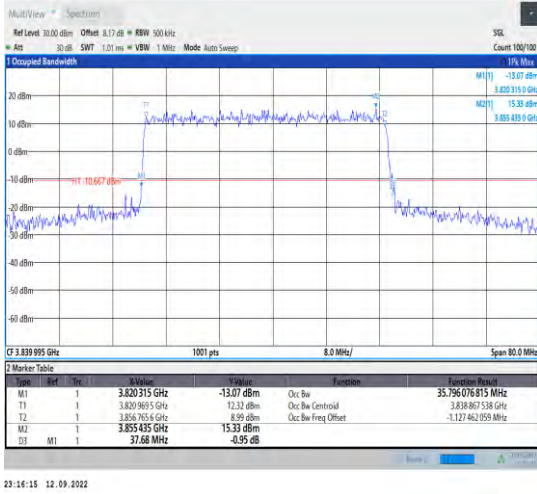 MultiView Spectrum
Ref Level 30.00 dBm Offset 8.17 dB RBW 500 kHz SGL
Att 30 dB SWT 1.01 ms VBW 1 MHz Mode Auto Sweep Count 100/100
1 Occupied Bandwidth 1Pk Max
M1[1] -13.07 dBm
3.820 315 0 GHz
20 dBm M2[1] 15.33 dBm
3.855 435 0 GHz
T1
10 dBm
0 dBm
M1
-10 dBm H1 -10.667 dBm
-20 dBm
-30 dBm
-40 dBm
-50 dBm
-60 dBm
CF 3.839 995 GHz 1001 pts 8.0 MHz/ Span 80.0 MHz
2 Marker Table
Type Ref Trc X-Value Y-Value Function Function Result
M1 1 3.820 315 GHz -13.07 dBm Occ Bw 35.796 076 815 MHz
T1 1 3.820 969 5 GHz 12.32 dBm Occ Bw Centroid 3.838 867 538 GHz
T2 1 3.856 765 6 GHz 8.99 dBm Occ Bw Freq Offset -1.127 462 059 MHz
M2 1 3.855 435 GHz 15.33 dBm
D3 M1 1 37.68 MHz -0.95 dB
23:16:15 12.09.2022